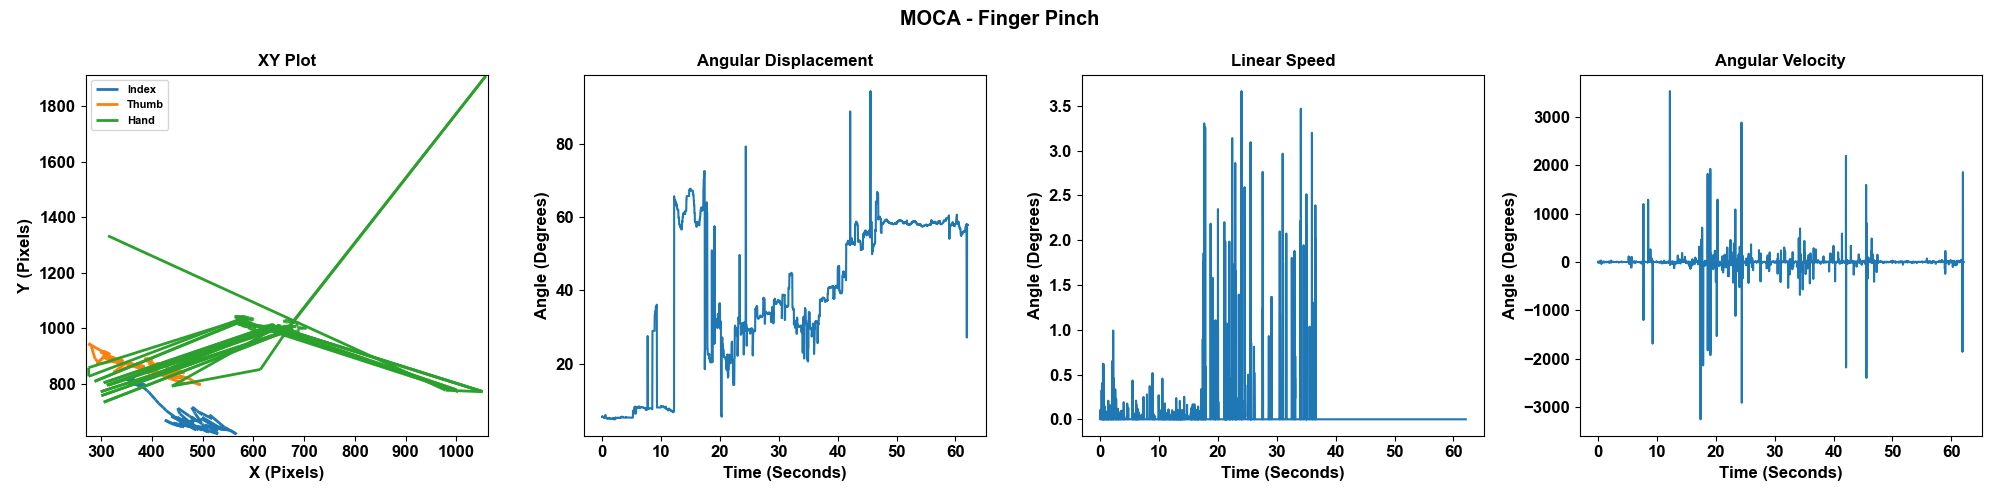 MOCA - Finger Pinch
XY Plot
Index
Thumb
Hand
1800
1600
1400
1200
1000
800
300 400 500 600 700 800 900 1000
X (Pixels)
Y (Pixels)
Angular Displacement
80
60
40
20
0 10 20 30 40 50 60
Time (Seconds)
Angle (Degrees)
Linear Speed
3.5
3.0
2.5
2.0
1.5
1.0
0.5
0.0
0 10 20 30 40 50 60
Time (Seconds)
Angle (Degrees)
Angular Velocity
3000
2000
1000
0
−1000
−2000
−3000
0 10 20 30 40 50 60
Time (Seconds)
Angle (Degrees)